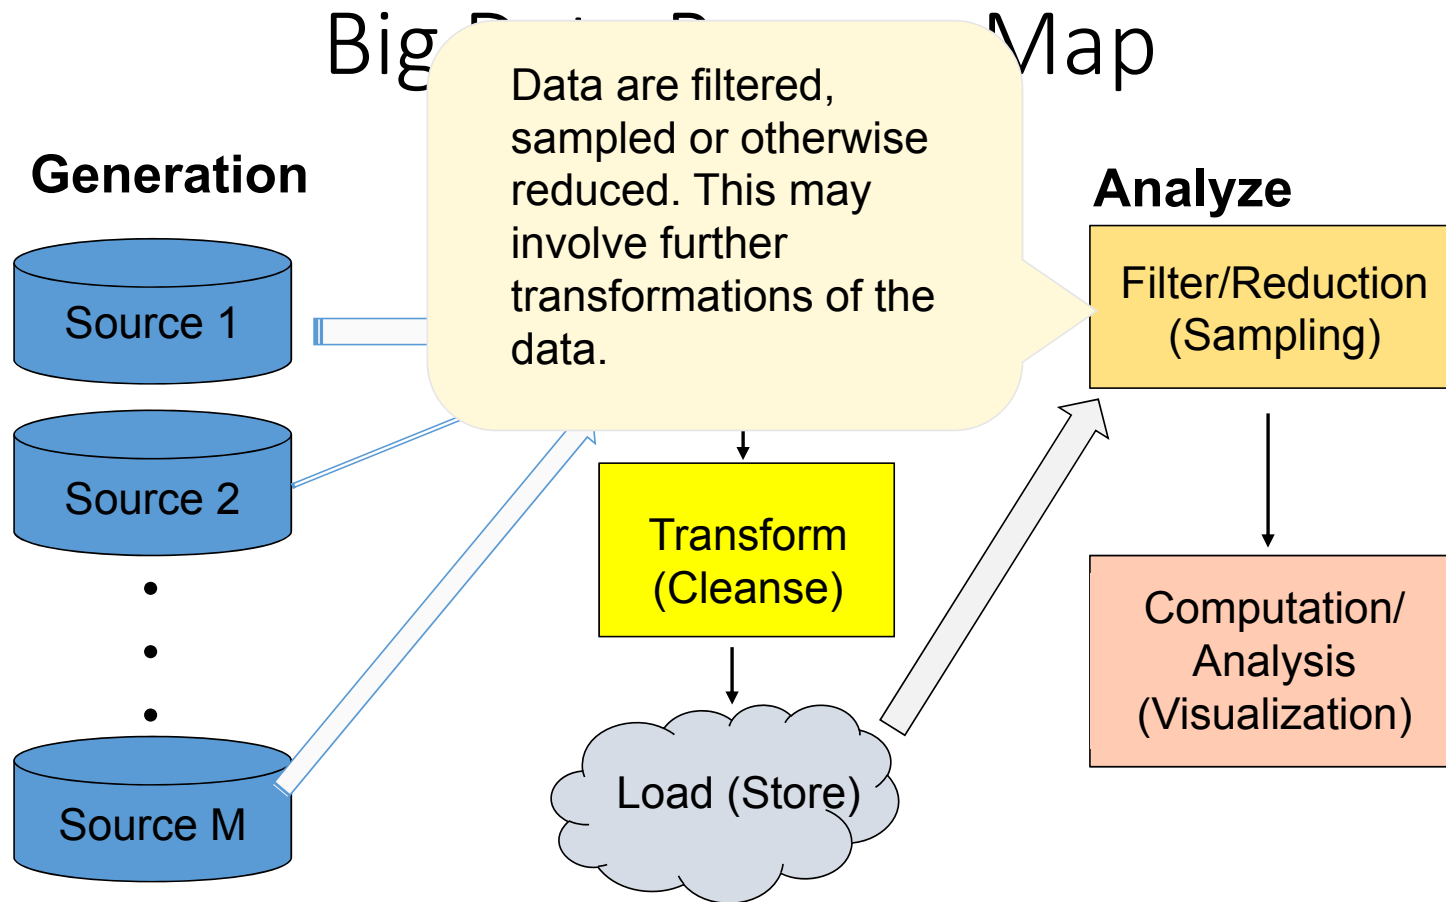 Big Map
Data are filtered,
sampled or otherwise
reduced. This may
involve further
transformations of the
data.
Generation
Source 1
Source 2
Source M
Transform
(Cleanse)
Load (Store)
Analyze
Filter/Reduction
(Sampling)
Computation/
Analysis
(Visualization)